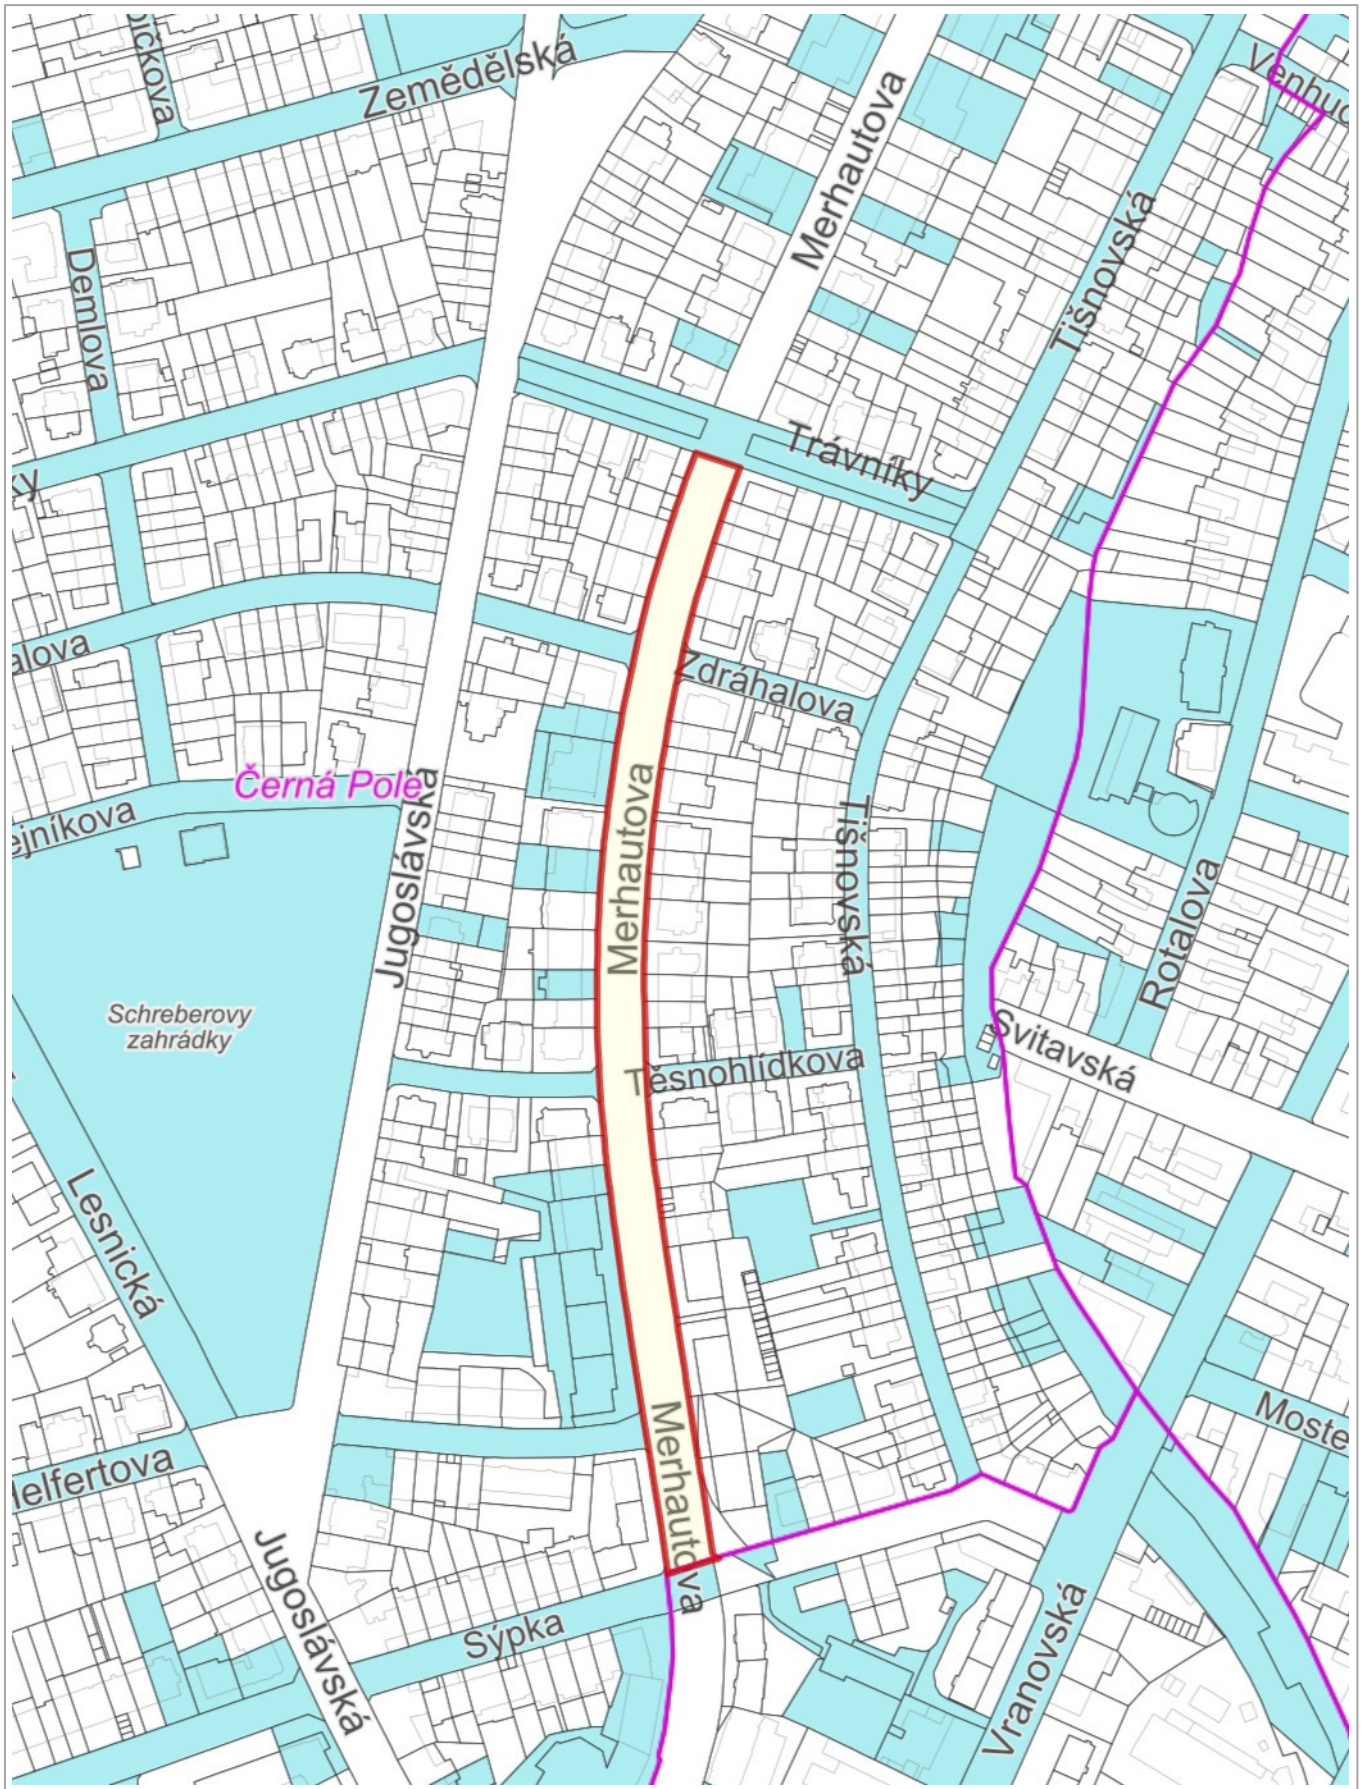 Zemědělská
Merhautova
Tišnovská
Demlova
Trávníky
Zdráhalova
Černá Pole
Jugoslávská
Merhautova
Tišnovská
Rotalova
Schreberovy
zahrádky
Svitavská
Těsnohlídkova
Lesnická
Merhautova
Jugoslávská
Sýpka
Vranovská